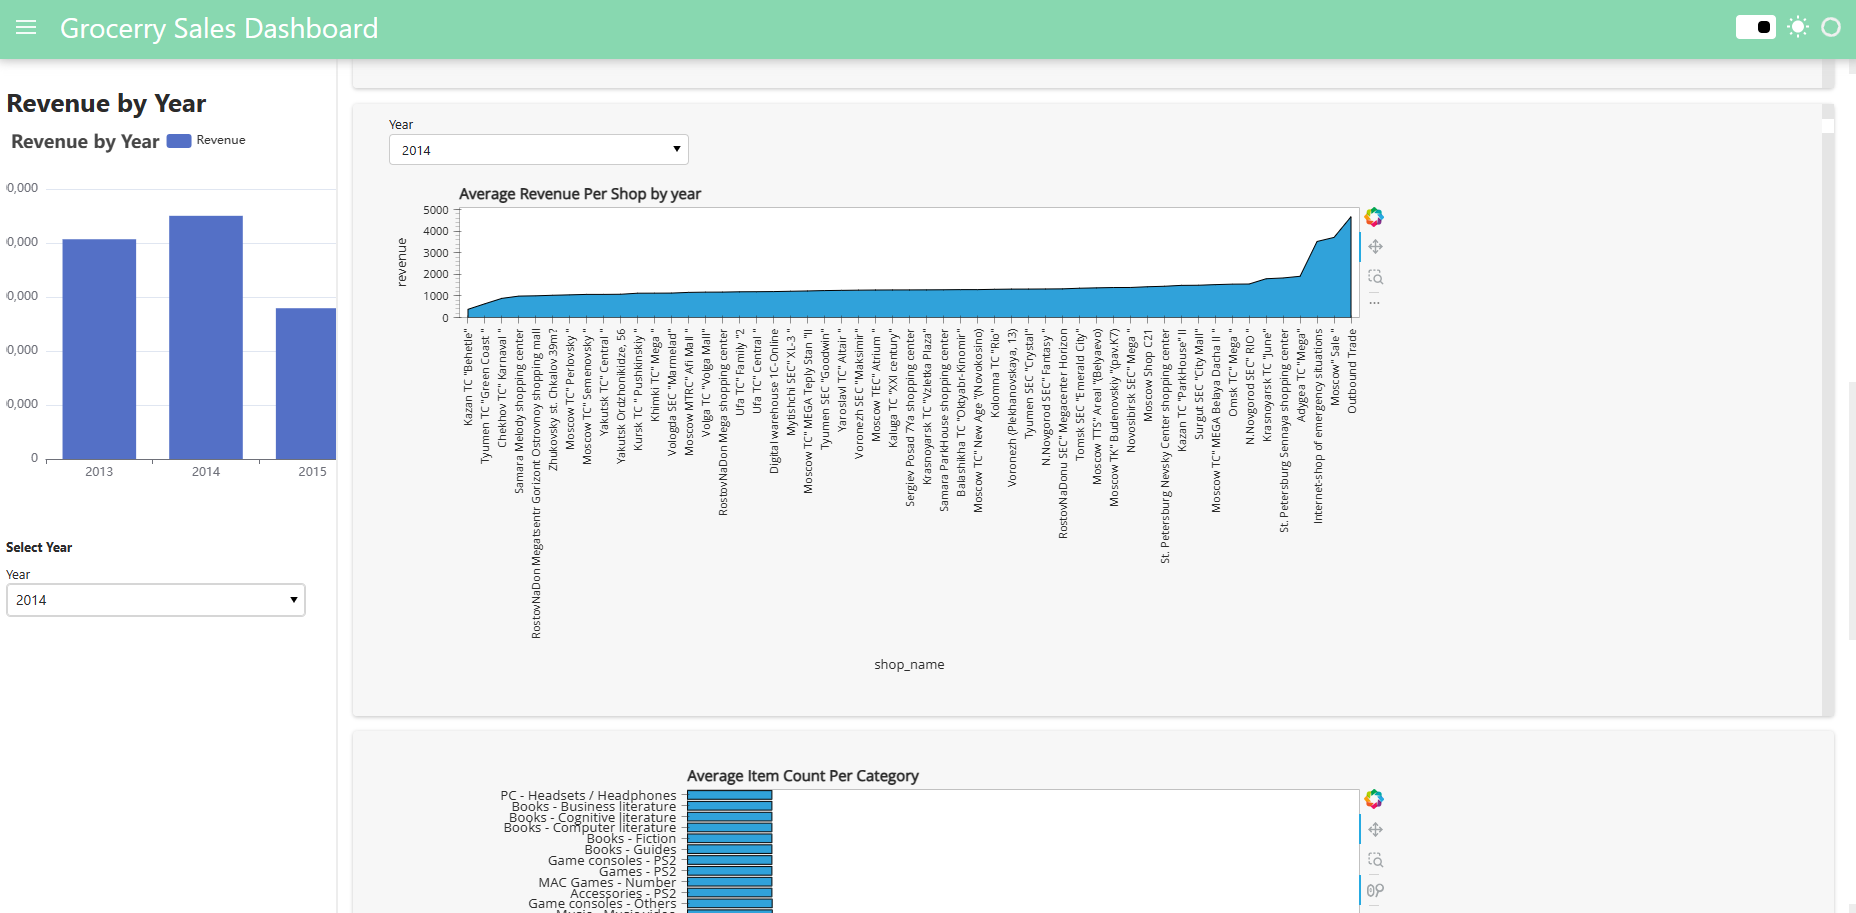 Grocerry Sales Dashboard
Revenue by Year
Revenue by Year
Revenue
0,000
00,000
00,000
00,000
00,000
0
2013
2014
2015
Select Year
Year
2014
Year
2014
Average Revenue Per Shop by year
revenue
5000
4000
3000
2000
1000
0
Kazan TC "Behetle"
Tyumen TC "Green Coast "
Chekhov TC" Karnaval "
Samara Melody shopping center
RostovNaDon Megatsentr Gorizont Ostrovnoy shopping mall
Zhukovsky st. Chkalov 39m?
Moscow TC" Perlovsky "
Moscow TC" Semenovsky "
Yakutsk TC" Central "
Yakutsk Ordzhonikidze, 56
Kursk TC " Pushkinskiy "
Khimki TC" Mega "
Vologda SEC "Marmelad"
Moscow MTRC" Afi Mall "
Volga TC "Volga Mall"
RostovNaDon Mega shopping center
Ufa TC" Family "2
Ufa TC" Central "
Digital warehouse 1C-Online
Mytishchi SEC" XL-3 "
Moscow TC" MEGA Teply Stan "II
Tyumen SEC "Goodwin"
Yaroslavl TC" Altair "
Voronezh SEC "Maksimir"
Moscow TEC" Atrium "
Kaluga TC "XXI century"
Sergiev Posad 7Ya shopping center
Krasnoyarsk TC "Vzletka Plaza"
Samara ParkHouse shopping center
Balashikha TC "Oktyabr-Kinomir"
Moscow TC" New Age "(Novokosino)
Kolomna TC "Rio"
Voronezh (Plekhanovskaya, 13)
Tyumen SEC "Crystal"
N.Novgorod SEC" Fantasy "
RostovNaDonu SEC" Megacenter Horizon
Tomsk SEC "Emerald City"
Moscow TTS" Areal "(Belyaevo)
Moscow TK" Budenovskiy "(pav.K7)
Novosibirsk SEC" Mega "
Moscow Shop C21
St. Petersburg Nevsky Center shopping center
Kazan TC "ParkHouse" II
Surgut SEC "City Mall"
Moscow TC" MEGA Belaya Dacha II "
Omsk TC" Mega "
N.Novgorod SEC" RIO "
Krasnoyarsk TC "June"
St. Petersburg Sennaya shopping center
Adygea TC "Mega"
Internet-shop of emergency situations
Moscow" Sale "
Outbound Trade
shop_name
Average Item Count Per Category
PC - Headsets / Headphones
Books - Business literature
Books - Cognitive literature
Books - Computer literature
Books - Fiction
Books - Guides
Game consoles - PS2
Games - PS2
MAC Games - Number
Accessories - PS2
Game consoles - Others
Music - Music video